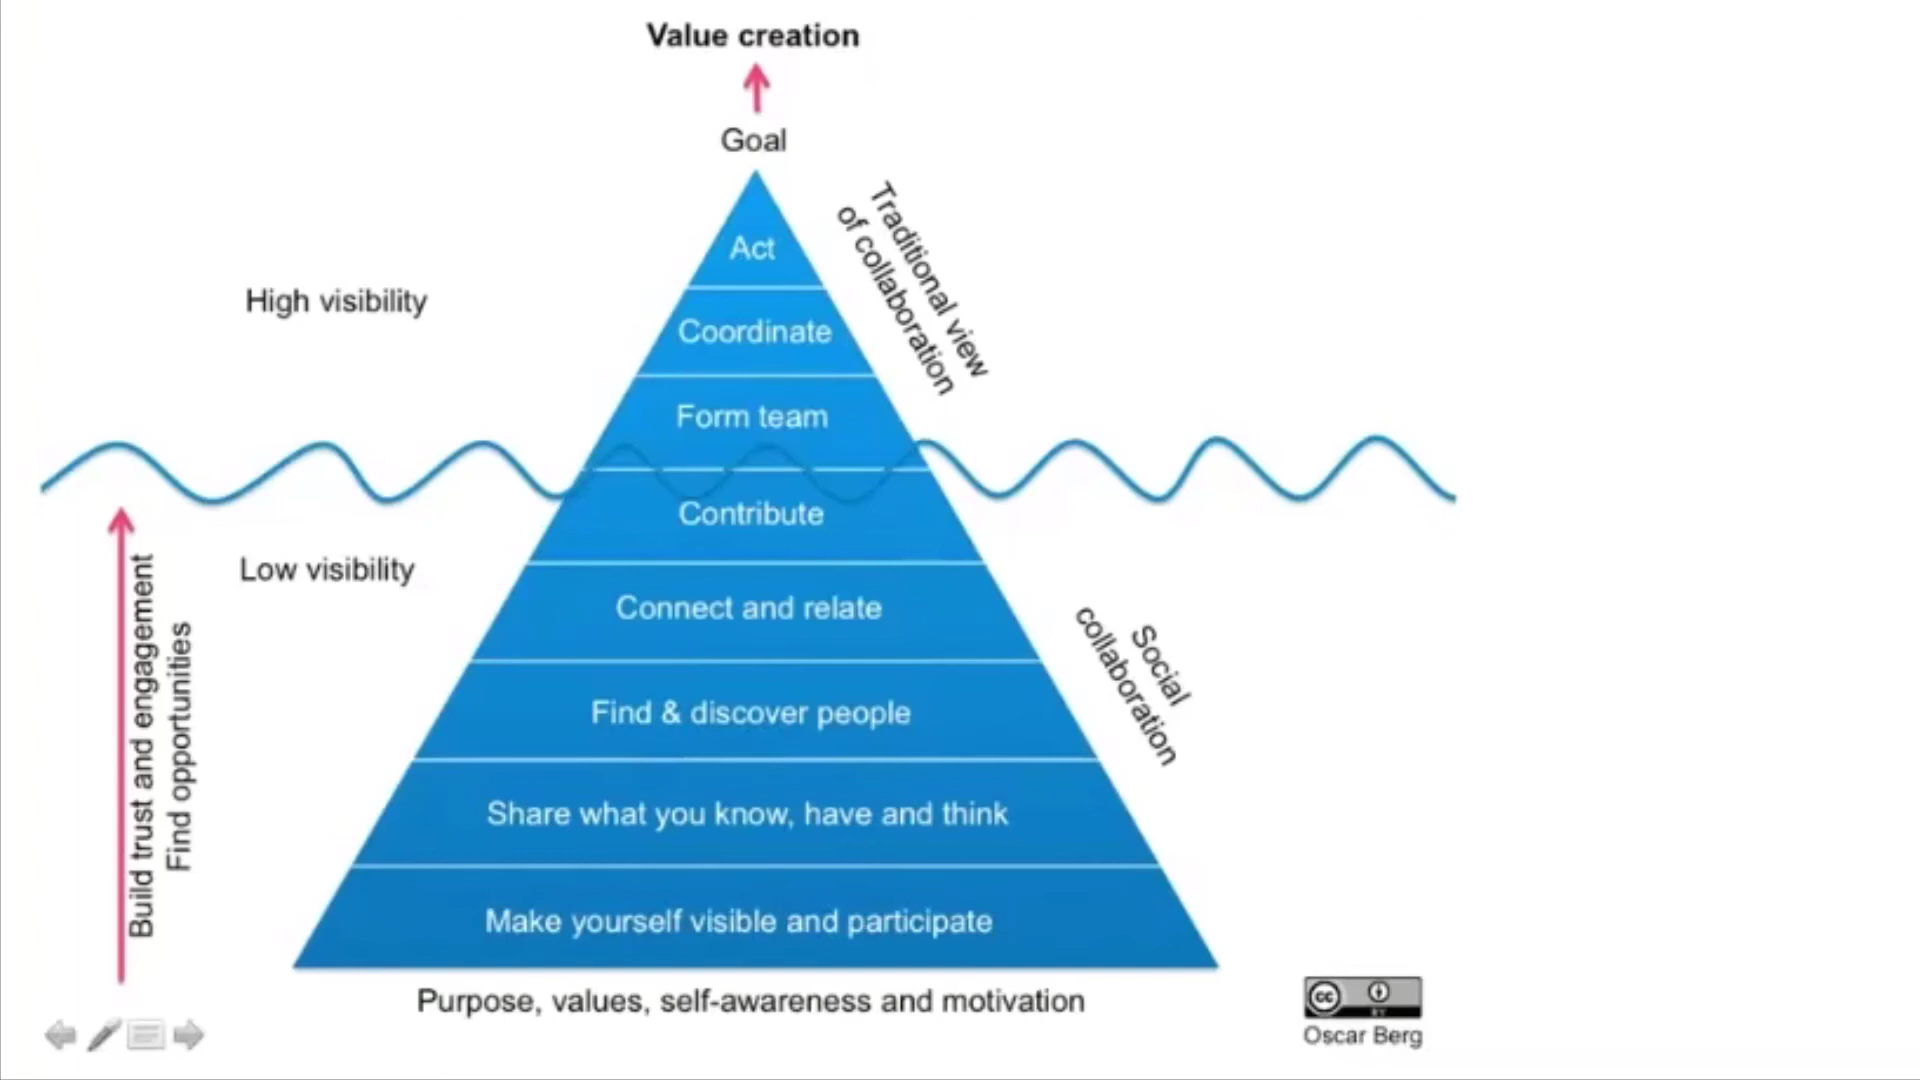 Value creation
Goal
Act
Traditional view
of collaboration
High visibility
Coordinate
Form team
Contribute
Low visibility
Connect and relate
Build trust and engagement
Find opportunities
Social
collaboration
Find & discover people
Share what you know, have and think
Make yourself visible and participate
Purpose, values, self-awareness and motivation
cc
BY
Oscar Berg